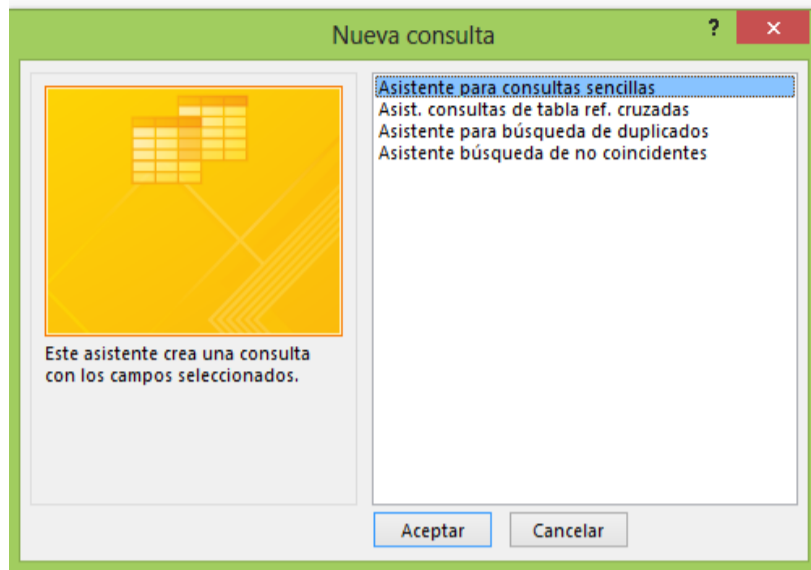 Nueva consulta
?
Asistente para consultas sencillas
Asist. consultas de tabla ref. cruzadas
Asistente para búsqueda de duplicados
Asistente búsqueda de no coincidentes
Este asistente crea una consulta
con los campos seleccionados.
Aceptar
Cancelar